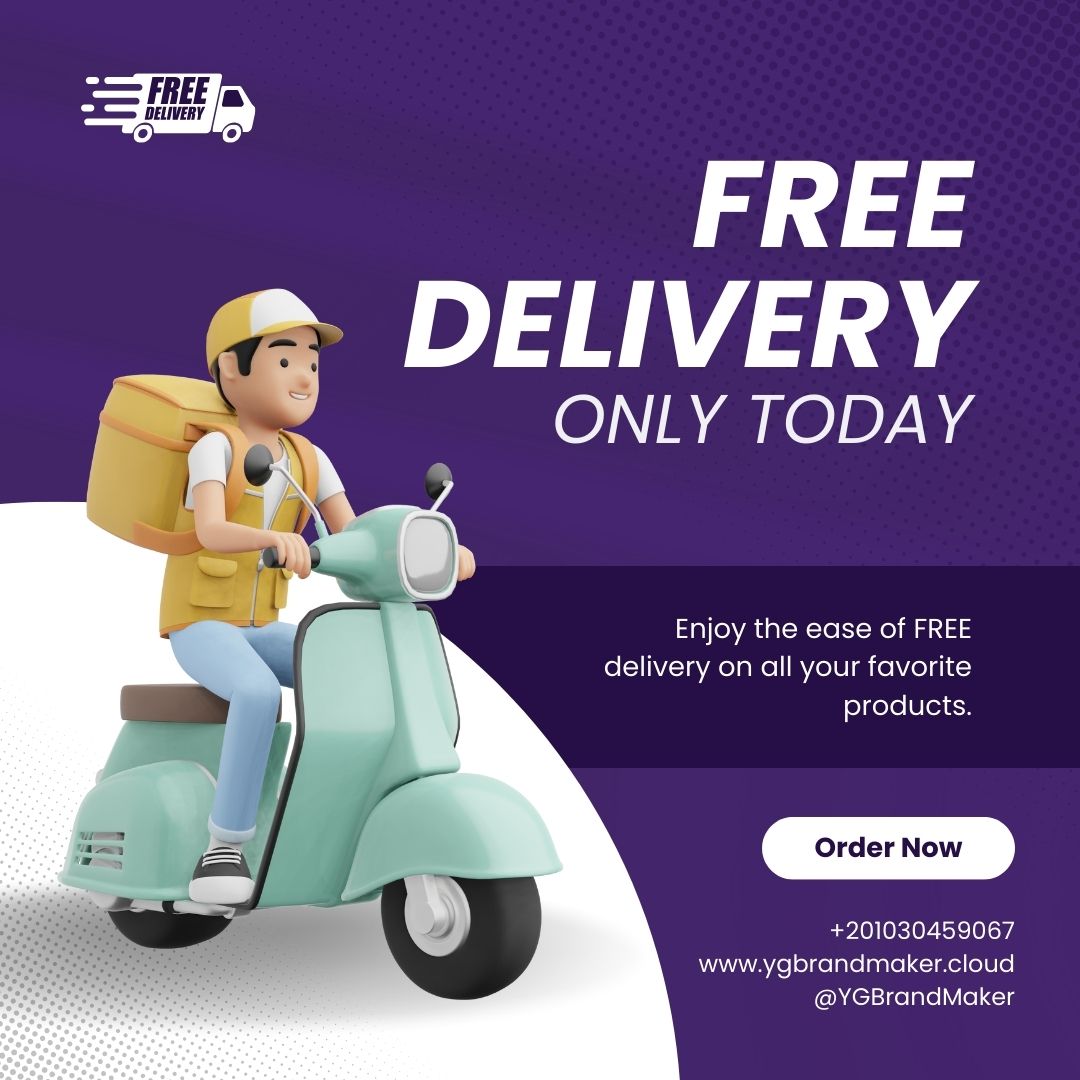 FREE
DELIVERY
FREE
DELIVERY
ONLY TODAY
Enjoy the ease of FREE
delivery on all your favorite
products.
Order Now
+201030459067
www.ygbrandmaker.cloud
@YGBrandMaker